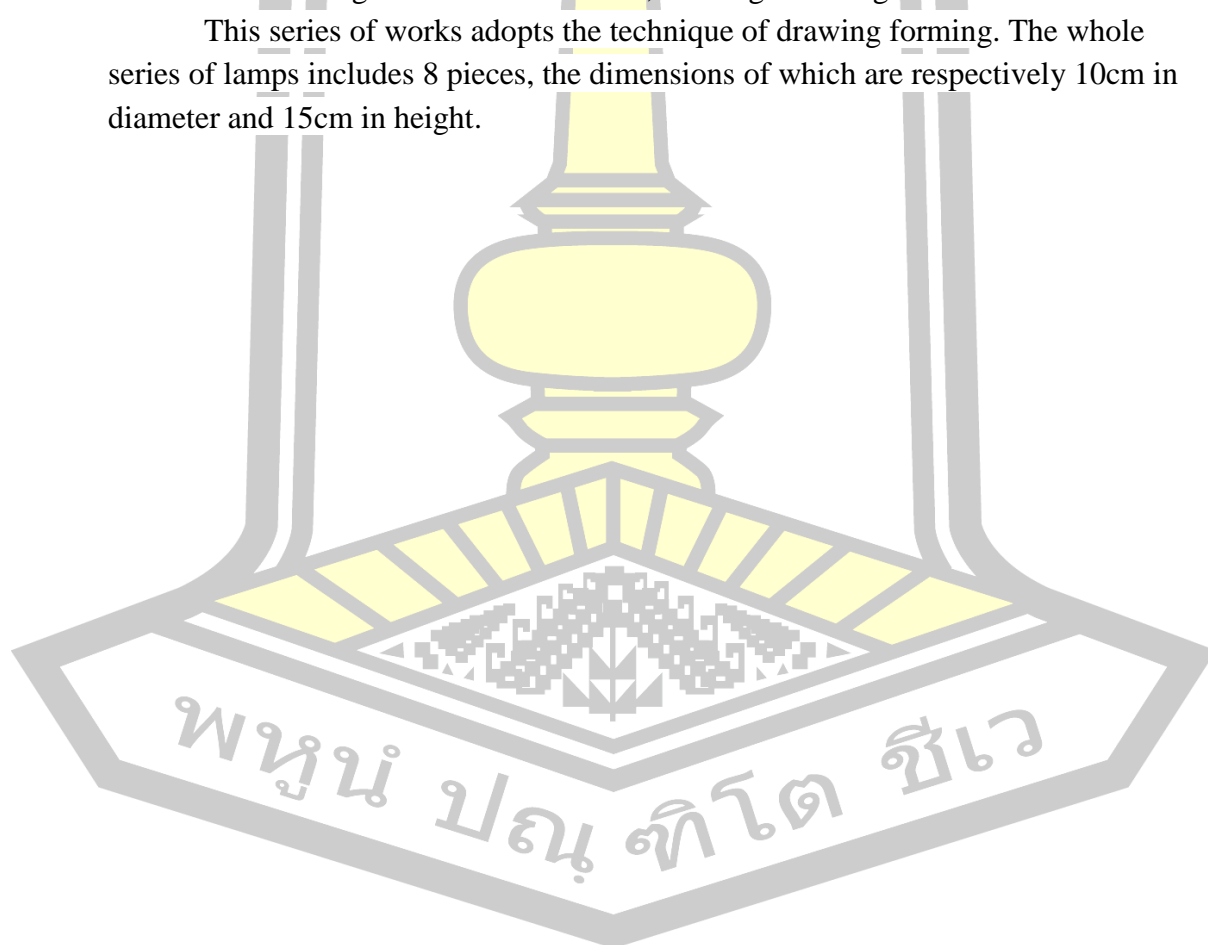 This series of works adopts the technique of drawing forming. The whole
series of lamps includes 8 pieces, the dimensions of which are respectively 10cm in
diameter and 15cm in height.
พหูนํ ปณฺฑิโต ชีเว